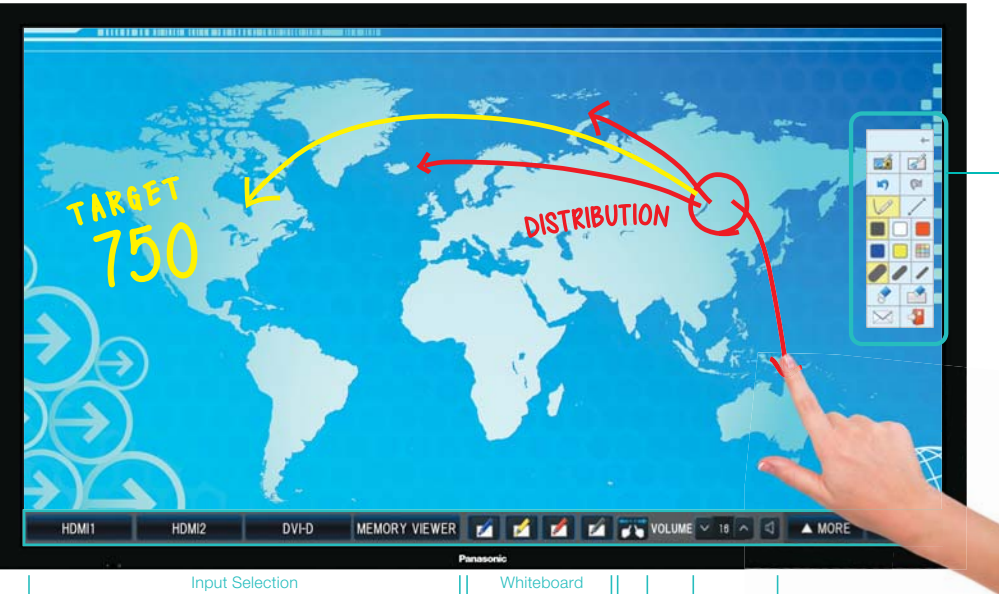 TARGET
750
DISTRIBUTION
HDMI1 HDMI2 DVI-D MEMORY VIEWER VOLUME 16 ▲ MORE
Panasonic
Input Selection Whiteboard